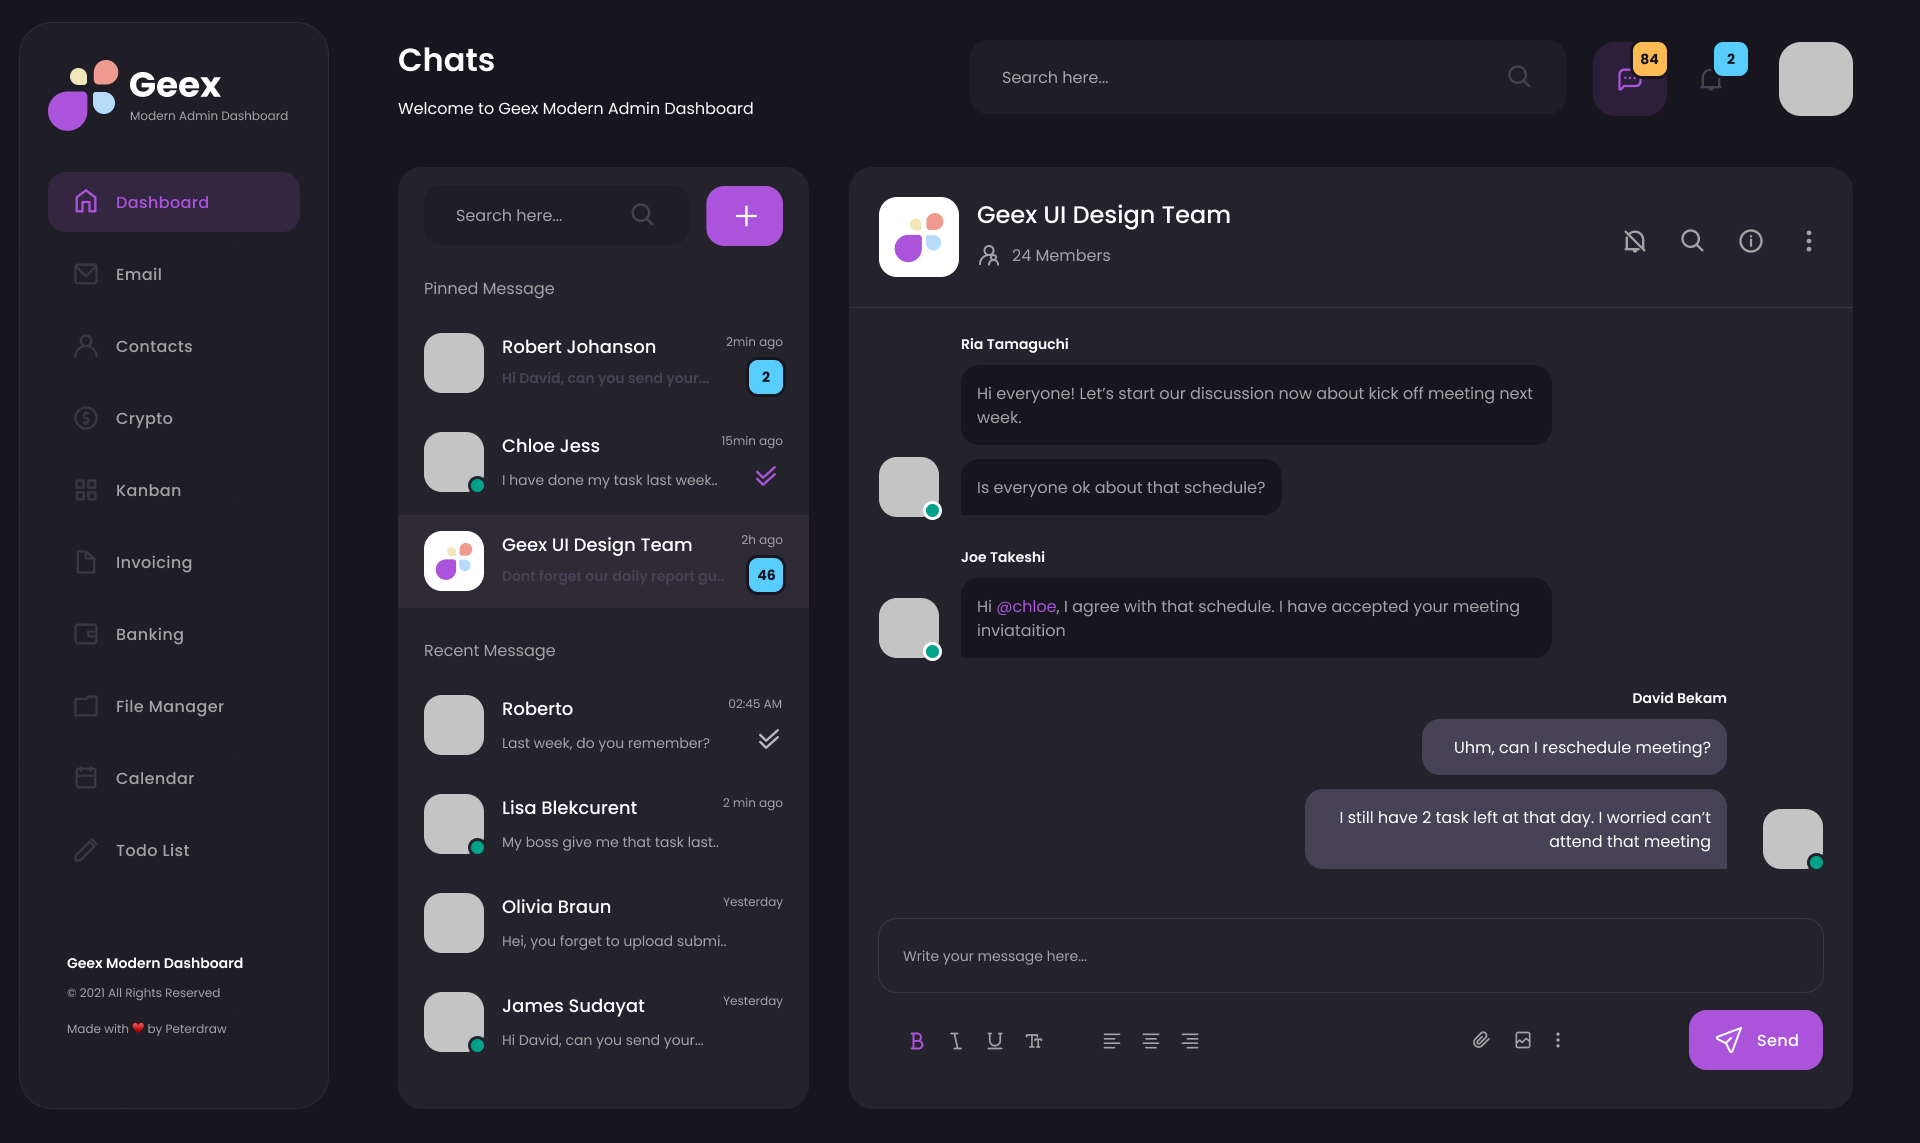 Geex
Modern Admin Dashboard
Dashboard
Email
Contacts
Crypto
Kanban
Invoicing
Banking
File Manager
Calendar
Todo List
Geex Modern Dashboard
© 2021 All Rights Reserved
Made with ❤️ by Peterdraw
Chats
Welcome to Geex Modern Admin Dashboard
Search here...
84
2
Search here...
Pinned Message
Robert Johanson
2min ago
Hi David, can you send your...
2
Chloe Jess
15min ago
I have done my task last week..
Geex UI Design Team
2h ago
Dont forget our daily report gu..
46
Recent Message
Roberto
02:45 AM
Last week, do you remember?
Lisa Blekcurent
2 min ago
My boss give me that task last..
Olivia Braun
Yesterday
Hei, you forget to upload submi..
James Sudayat
Yesterday
Hi David, can you send your...
Geex UI Design Team
24 Members
Ria Tamaguchi
Hi everyone! Let’s start our discussion now about kick off meeting next
week.
Is everyone ok about that schedule?
Joe Takeshi
Hi @chloe, I agree with that schedule. I have accepted your meeting
inviataition
David Bekam
Uhm, can I reschedule meeting?
I still have 2 task left at that day. I worried can’t
attend that meeting
Write your message here...
Send